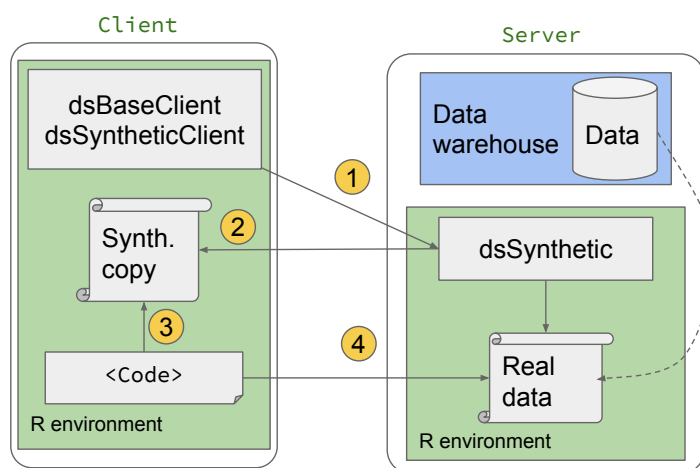 Client
Server
dsBaseClient
dsSyntheticClient
Data
warehouse
Data
1
Synth.
copy
2
dsSynthetic
3
4
<Code>
Real
data
R environment
R environment